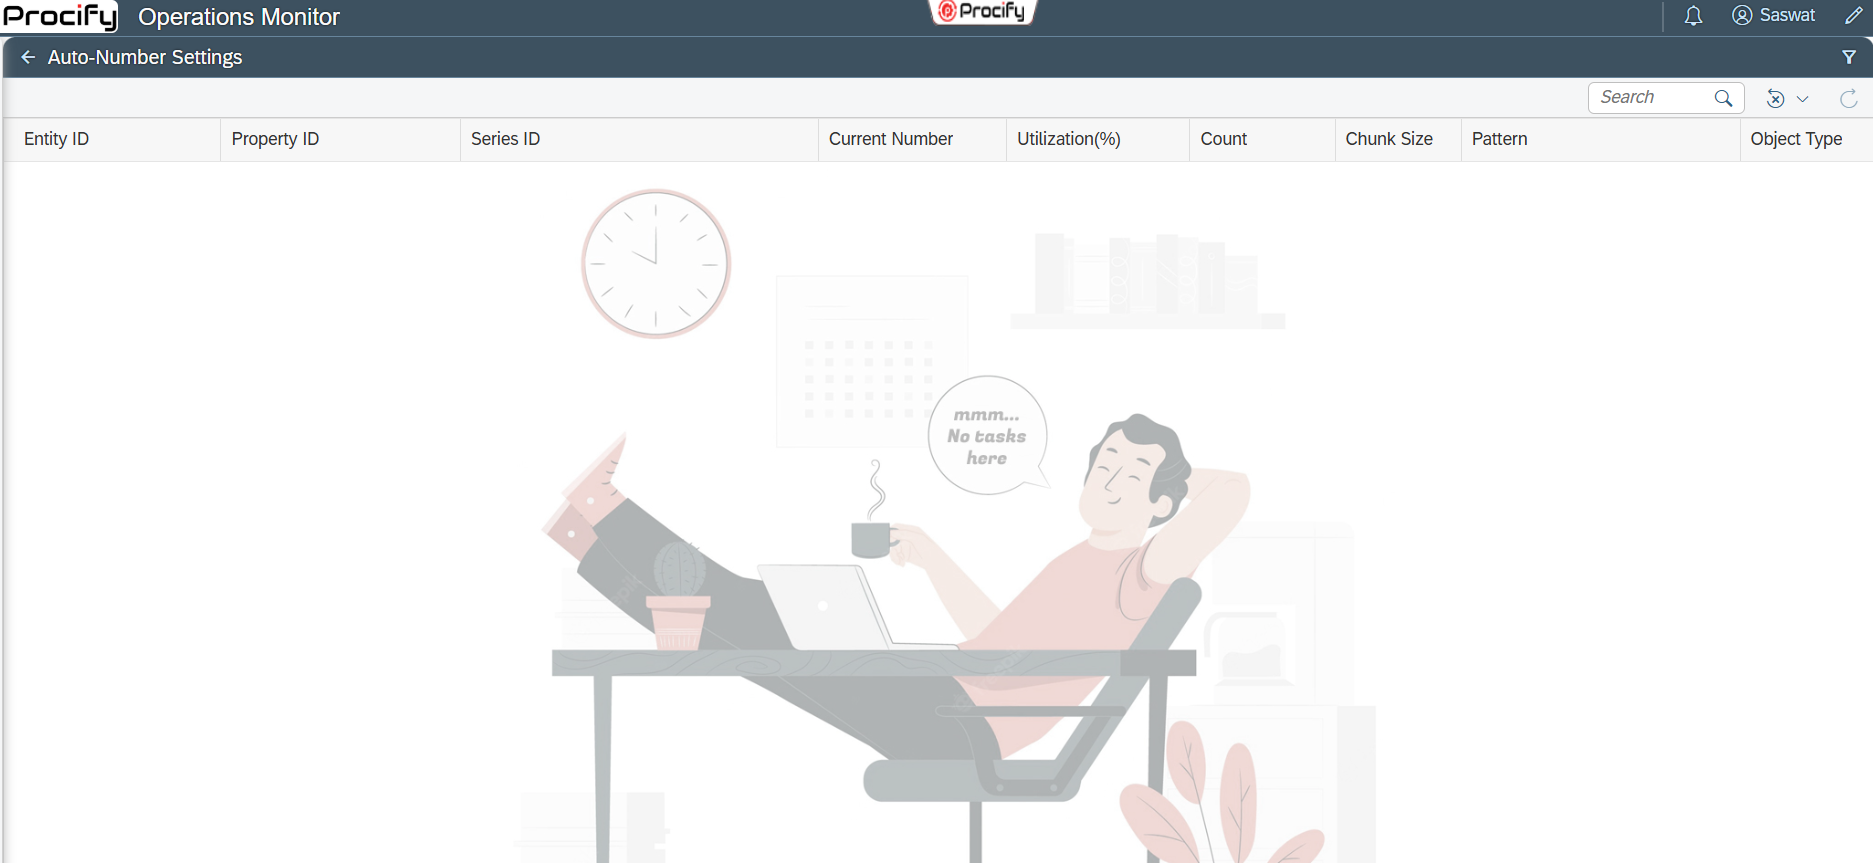 Procify Operations Monitor Procify Saswat
Auto-Number Settings
Search
Entity ID Property ID Series ID Current Number Utilization(%) Count Chunk Size Pattern Object Type
mmm...
No tasks
here